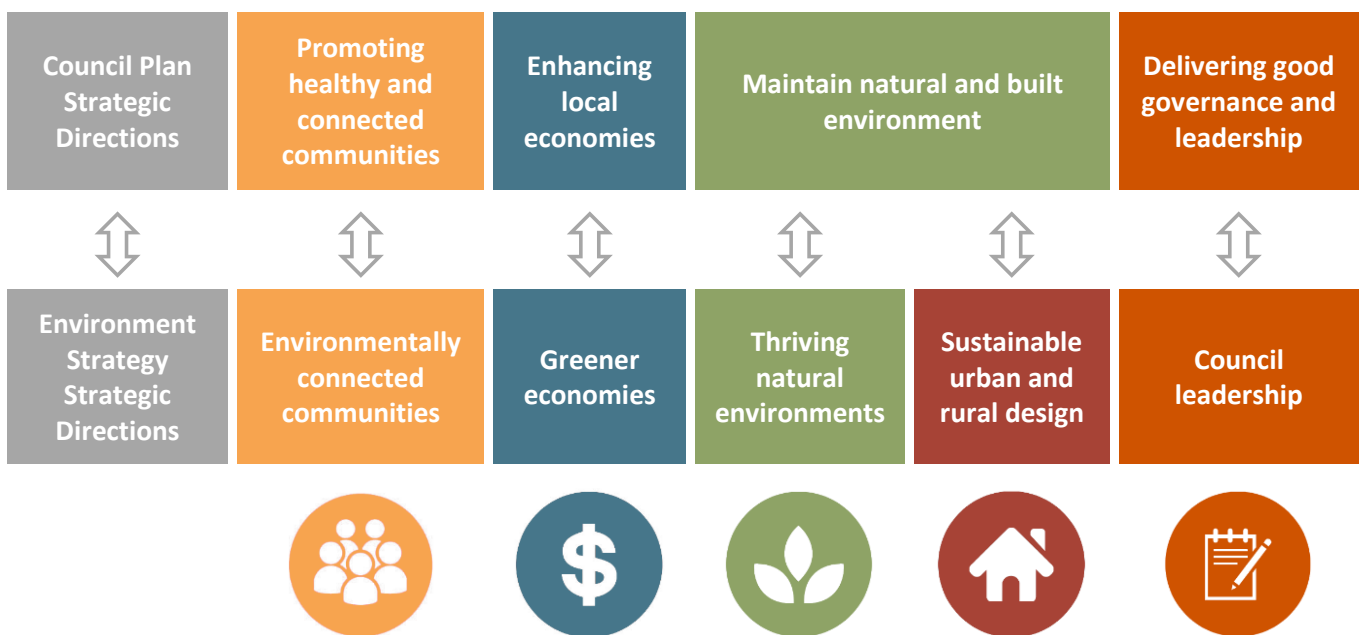 Council Plan
Strategic
Directions
Promoting
healthy and
connected
communities
Enhancing
local
economies
Maintain natural and built
environment
Delivering good
governance and
leadership
Environment
Strategy
Strategic
Directions
Environmentally
connected
communities
Greener
economies
Thriving
natural
environments
Sustainable
urban and
rural design
Council
leadership
$